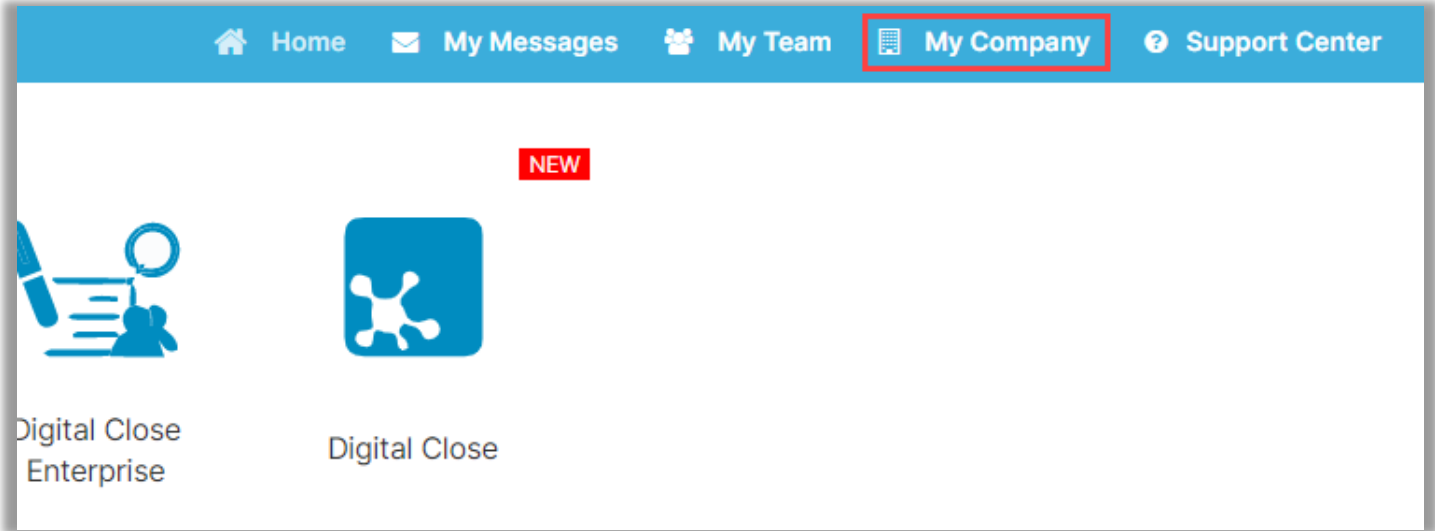 Home My Messages My Team My Company Support Center
NEW
Digital Close
Enterprise
Digital Close